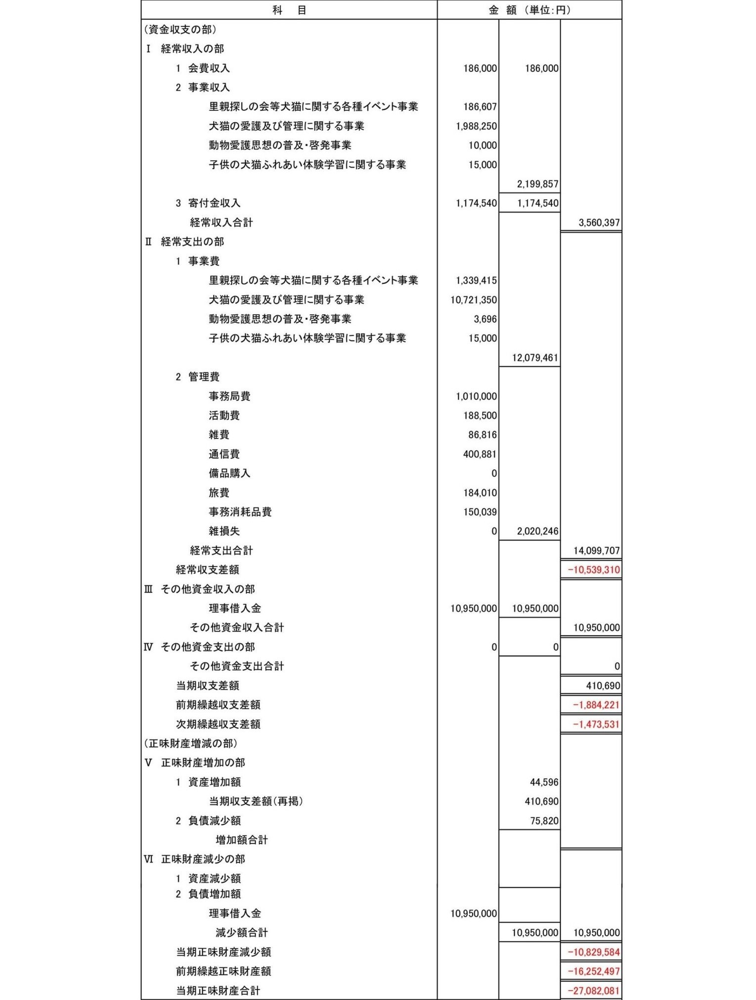 科　目　金　額　（単位：円）
（資金収支の部）
Ⅰ　経常収入の部
1　会費収入　186,000　186,000
2　事業収入
里親探しの会等犬猫に関する各種イベント事業　186,607
犬猫の愛護及び管理に関する事業　1,988,250
動物愛護思想の普及・啓発事業　10,000
子供の犬猫ふれあい体験学習に関する事業　15,000
2,199,857
3　寄付金収入　1,174,540　1,174,540
経常収入合計　3,560,397
Ⅱ　経常支出の部
1　事業費
里親探しの会等犬猫に関する各種イベント事業　1,339,415
犬猫の愛護及び管理に関する事業　10,721,350
動物愛護思想の普及・啓発事業　3,696
子供の犬猫ふれあい体験学習に関する事業　15,000
12,079,461
2　管理費
事務局費　1,010,000
活動費　188,500
雑費　86,816
通信費　400,881
備品購入　0
旅費　184,010
事務消耗品費　150,039
雑損失　0　2,020,246
経常支出合計　14,099,707
経常収支差額　-10,539,310
Ⅲ　その他資金収入の部
理事借入金　10,950,000　10,950,000
その他資金収入合計　10,950,000
Ⅳ　その他資金支出の部　0　0
その他資金支出合計　0
当期収支差額　410,690
前期繰越収支差額　-1,884,221
次期繰越収支差額　-1,473,531
（正味財産増減の部）
Ⅴ　正味財産増加の部
1　資産増加額　44,596
当期収支差額（再掲）　410,690
2　負債減少額　75,820
増加額合計
Ⅵ　正味財産減少の部
1　資産減少額
2　負債増加額
理事借入金　10,950,000
減少額合計　10,950,000　10,950,000
当期正味財産減少額　-10,829,584
前期繰越正味財産額　-16,252,497
当期正味財産合計　-27,082,081